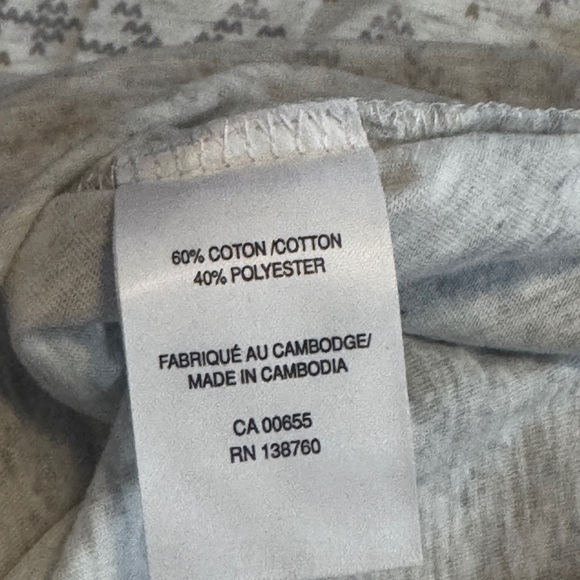 60% COTON /COTTON
40% POLYESTER
FABRIQUÉ AU CAMBODGE/
MADE IN CAMBODIA
CA 00655
RN 138760